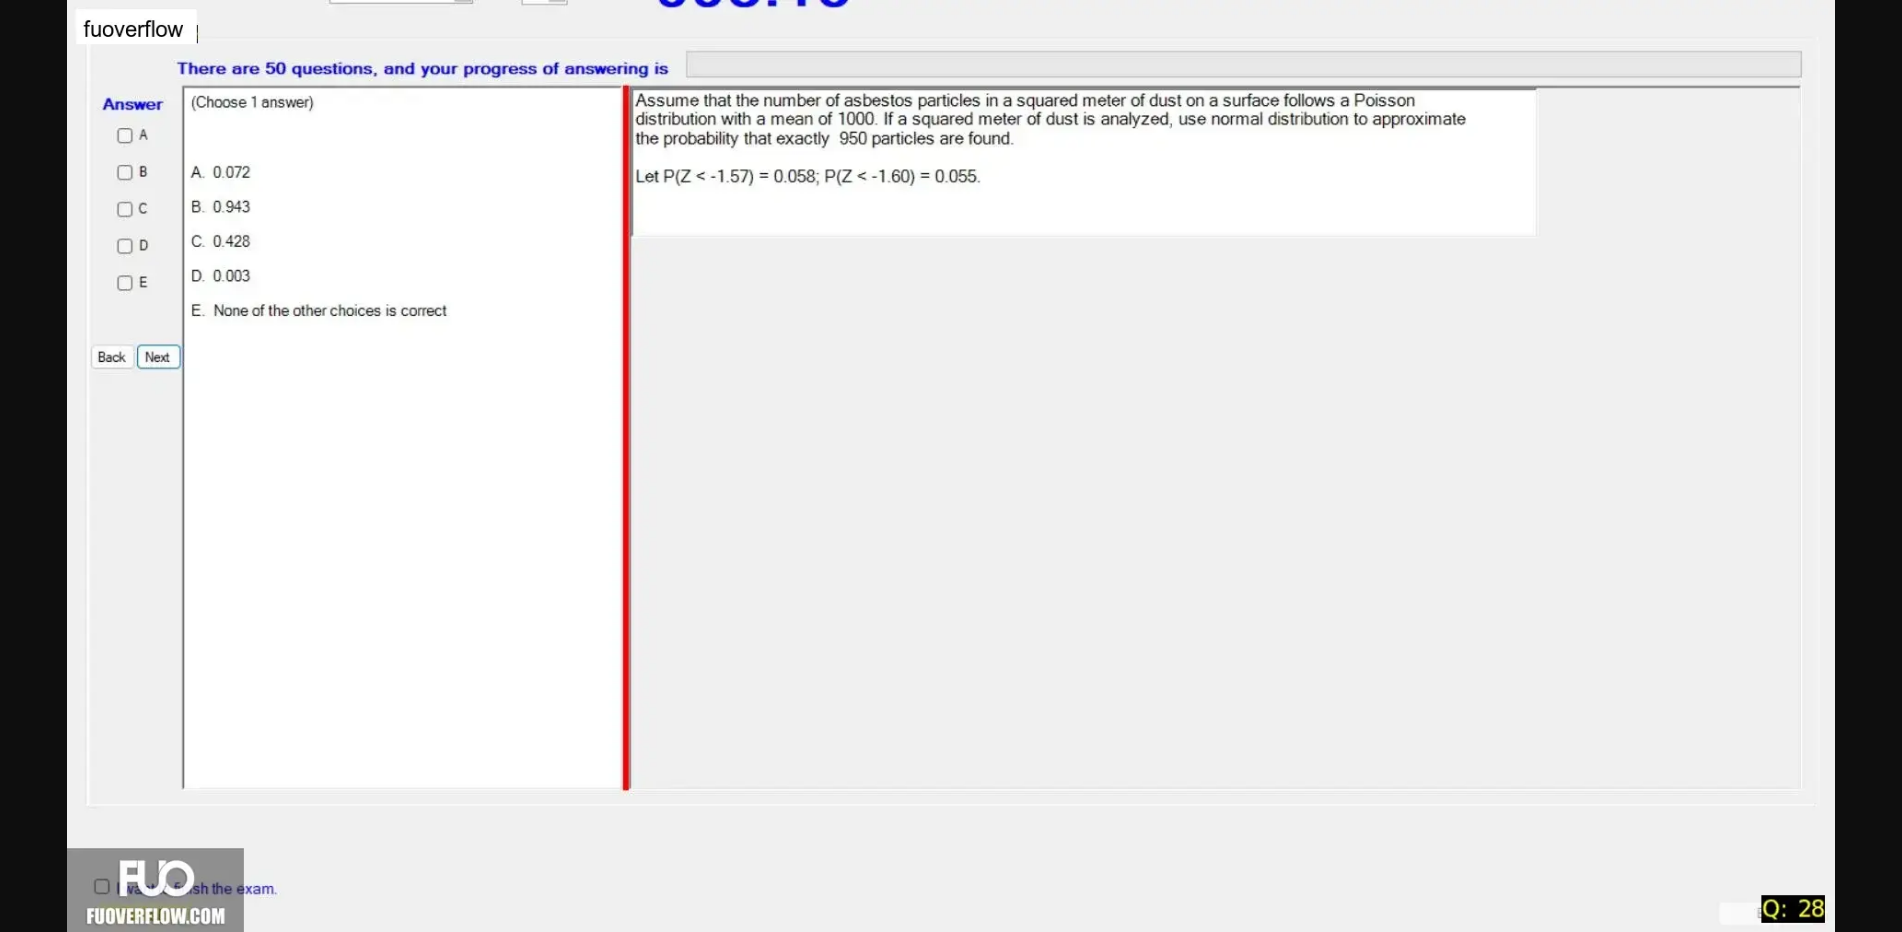 fuoverflow
There are 50 questions, and your progress of answering is
Answer
(Choose 1 answer)
A
B
C
D
E
A. 0.072
B. 0.943
C. 0.428
D. 0.003
E. None of the other choices is correct
Back Next
Assume that the number of asbestos particles in a squared meter of dust on a surface follows a Poisson
distribution with a mean of 1000. If a squared meter of dust is analyzed, use normal distribution to approximate
the probability that exactly 950 particles are found.
Let P(Z < -1.57) = 0.058; P(Z < -1.60) = 0.055.
FUO
the exam.
FUOVERFLOW.COM
Q: 28